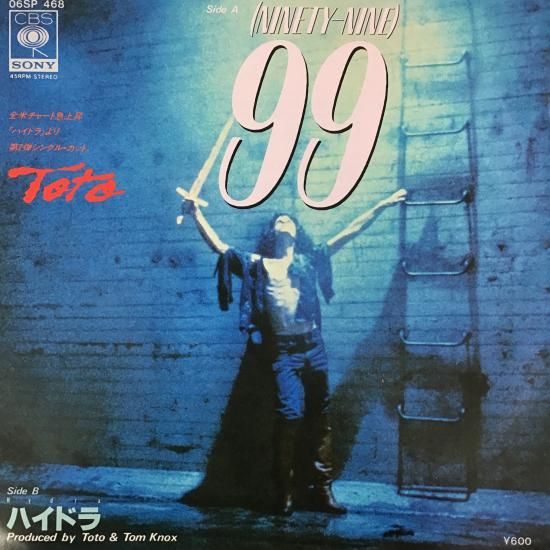 06SP 468
CBS
SONY
45RPM-STEREO
Side A
(NINETY-NINE)
99
全米チャート急上昇
「ハイドラ」より
第2弾シングル・カット。
Toto
Side B
Hydra
ハイドラ
Produced by Toto & Tom Knox
¥600